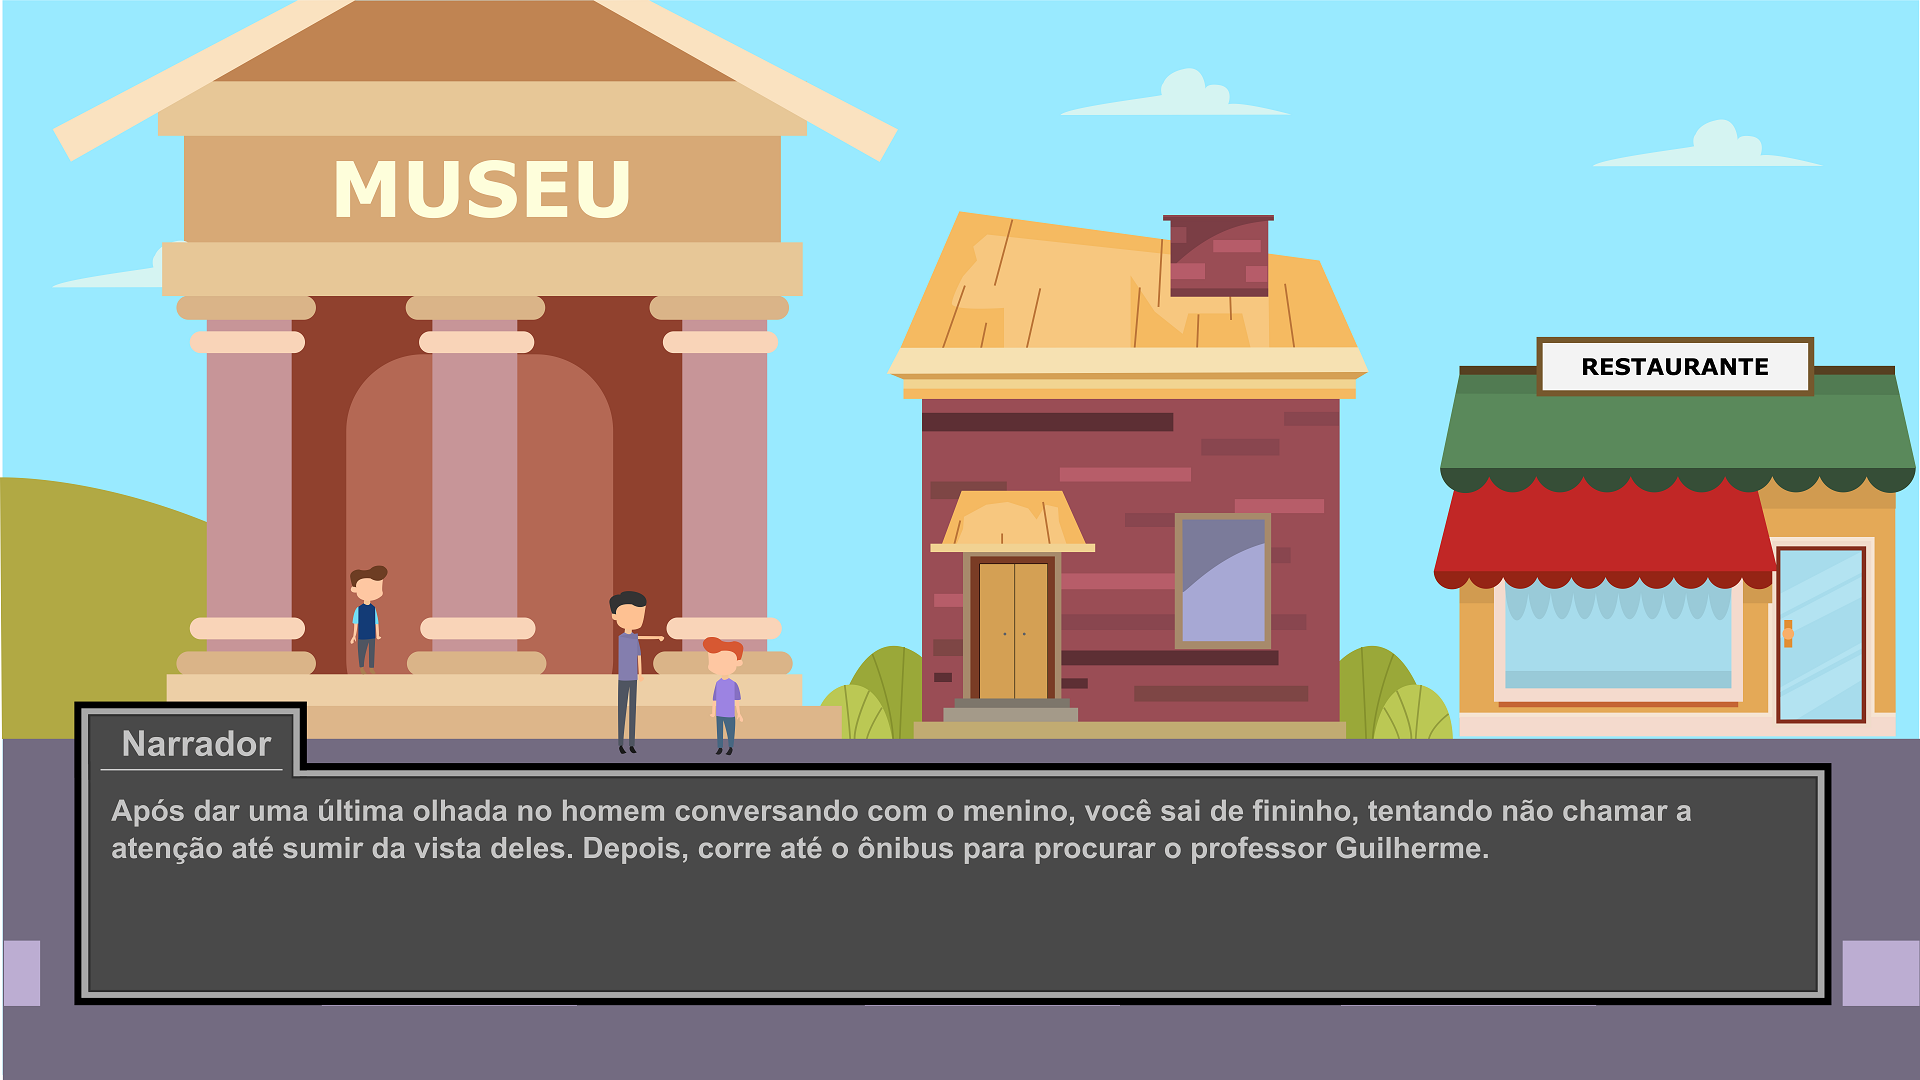 MUSEU
RESTAURANTE
Narrador
Após dar uma última olhada no homem conversando com o menino, você sai de fininho, tentando não chamar a
atenção até sumir da vista deles. Depois, corre até o ônibus para procurar o professor Guilherme.